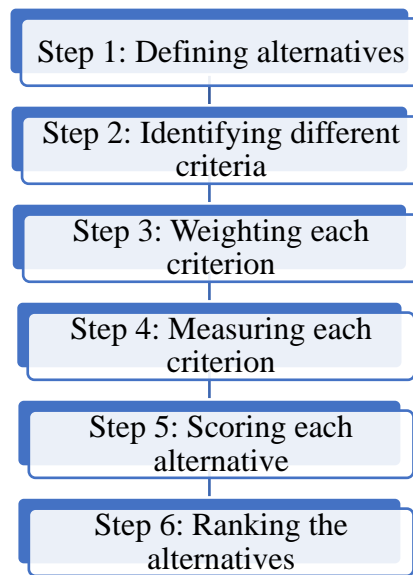 Step 1: Defining alternatives
Step 2: Identifying different
criteria
Step 3: Weighting each
criterion
Step 4: Measuring each
criterion
Step 5: Scoring each
alternative
Step 6: Ranking the
alternatives